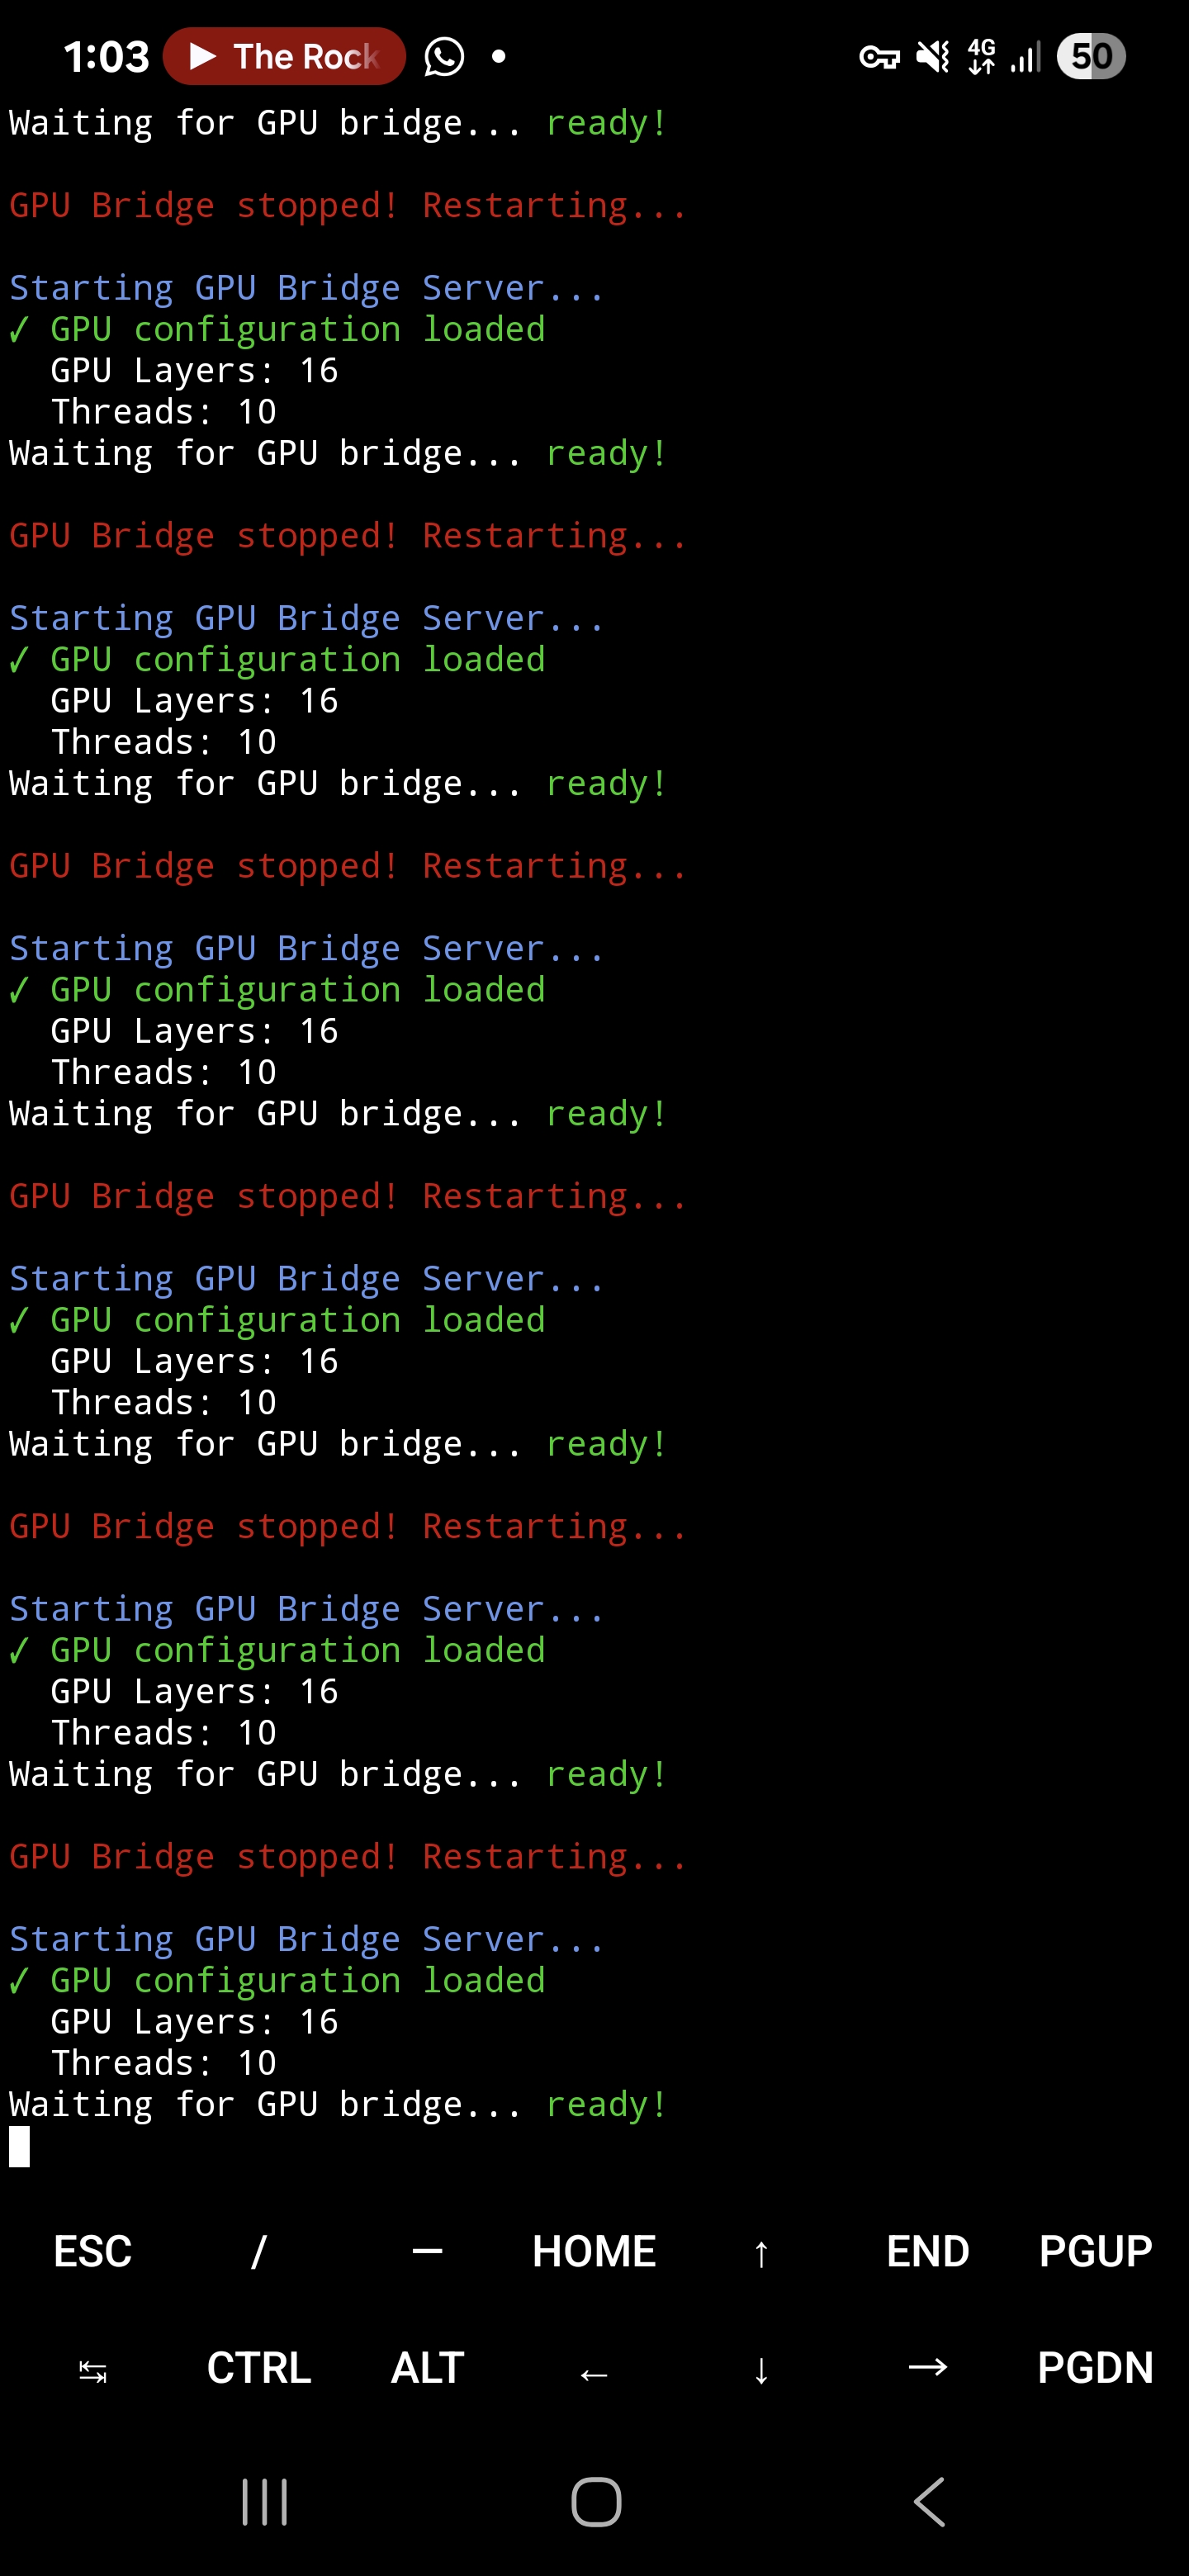 1:03 The Rock 4G 50
Waiting for GPU bridge... ready!
GPU Bridge stopped! Restarting...
Starting GPU Bridge Server...
✓ GPU configuration loaded
GPU Layers: 16
Threads: 10
Waiting for GPU bridge... ready!
GPU Bridge stopped! Restarting...
Starting GPU Bridge Server...
✓ GPU configuration loaded
GPU Layers: 16
Threads: 10
Waiting for GPU bridge... ready!
GPU Bridge stopped! Restarting...
Starting GPU Bridge Server...
✓ GPU configuration loaded
GPU Layers: 16
Threads: 10
Waiting for GPU bridge... ready!
GPU Bridge stopped! Restarting...
Starting GPU Bridge Server...
✓ GPU configuration loaded
GPU Layers: 16
Threads: 10
Waiting for GPU bridge... ready!
GPU Bridge stopped! Restarting...
Starting GPU Bridge Server...
✓ GPU configuration loaded
GPU Layers: 16
Threads: 10
Waiting for GPU bridge... ready!
GPU Bridge stopped! Restarting...
Starting GPU Bridge Server...
✓ GPU configuration loaded
GPU Layers: 16
Threads: 10
Waiting for GPU bridge... ready!
ESC / — HOME ↑ END PGUP
↹ CTRL ALT ← ↓ → PGDN